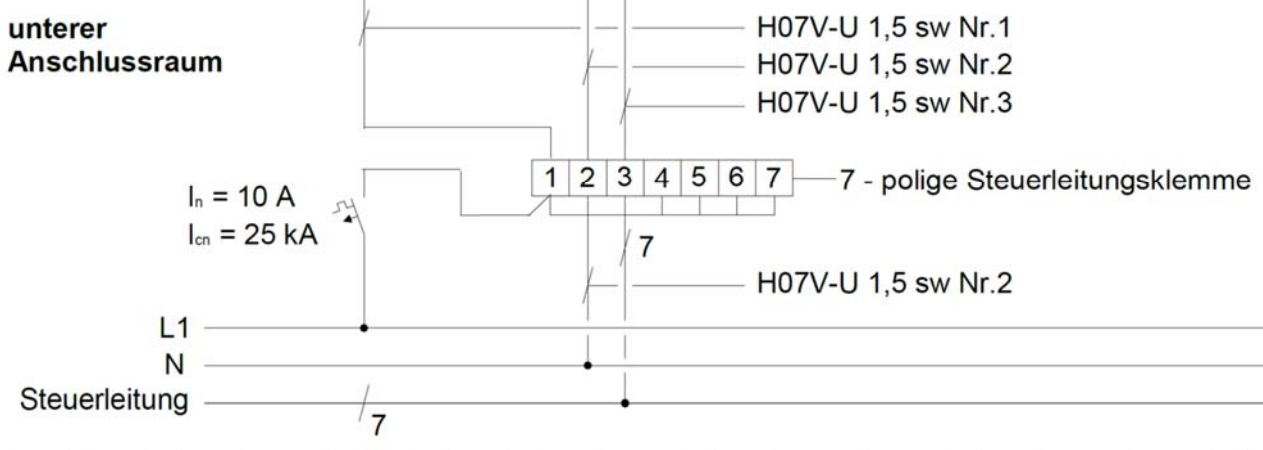 unterer
Anschlussraum
H07V-U 1,5 sw Nr.1
H07V-U 1,5 sw Nr.2
H07V-U 1,5 sw Nr.3
1 2 3 4 5 6 7
7 - polige Steuerleitungsklemme
In = 10 A
Icn = 25 kA
7
H07V-U 1,5 sw Nr.2
L1
N
Steuerleitung
7